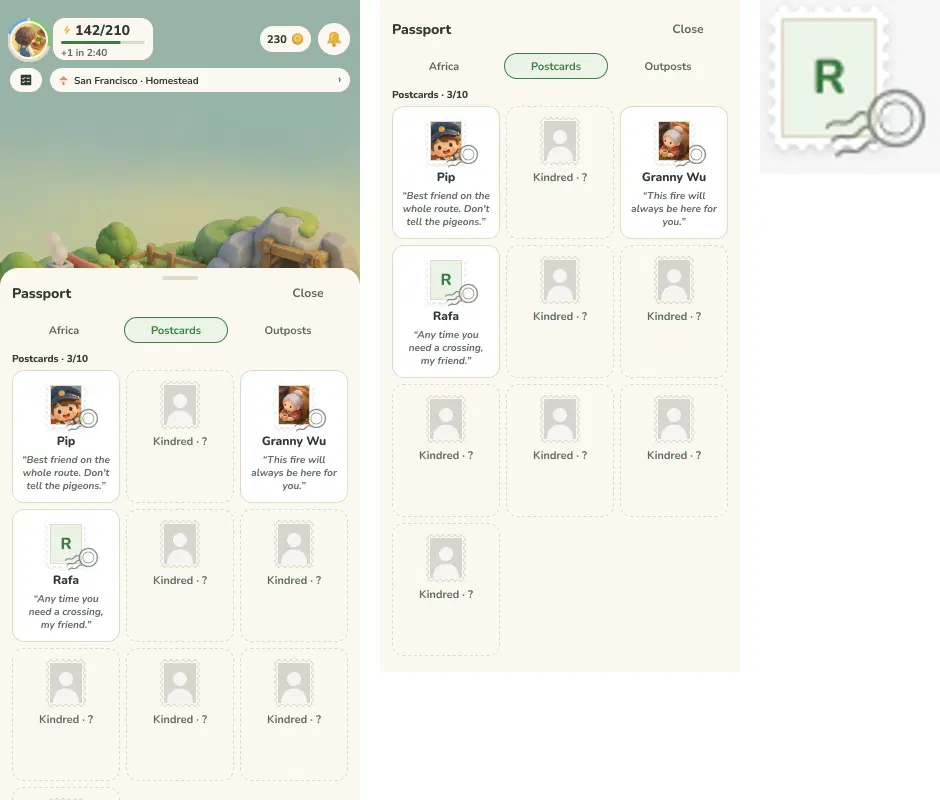 142/210
+1 in 2:40
230
San Francisco · Homestead
Passport
Close
Africa
Postcards
Outposts
Postcards · 3/10
Pip
“Best friend on the
whole route. Don't
tell the pigeons.”
Kindred · ?
Granny Wu
“This fire will
always be here for
you.”
R
Rafa
“Any time you
need a crossing,
my friend.”
Kindred · ?
Kindred · ?
Kindred · ?
Kindred · ?
Kindred · ?
Passport
Close
Africa
Postcards
Outposts
Postcards · 3/10
Pip
“Best friend on the
whole route. Don't
tell the pigeons.”
Kindred · ?
Granny Wu
“This fire will
always be here for
you.”
R
Rafa
“Any time you
need a crossing,
my friend.”
Kindred · ?
Kindred · ?
Kindred · ?
Kindred · ?
Kindred · ?
Kindred · ?
R